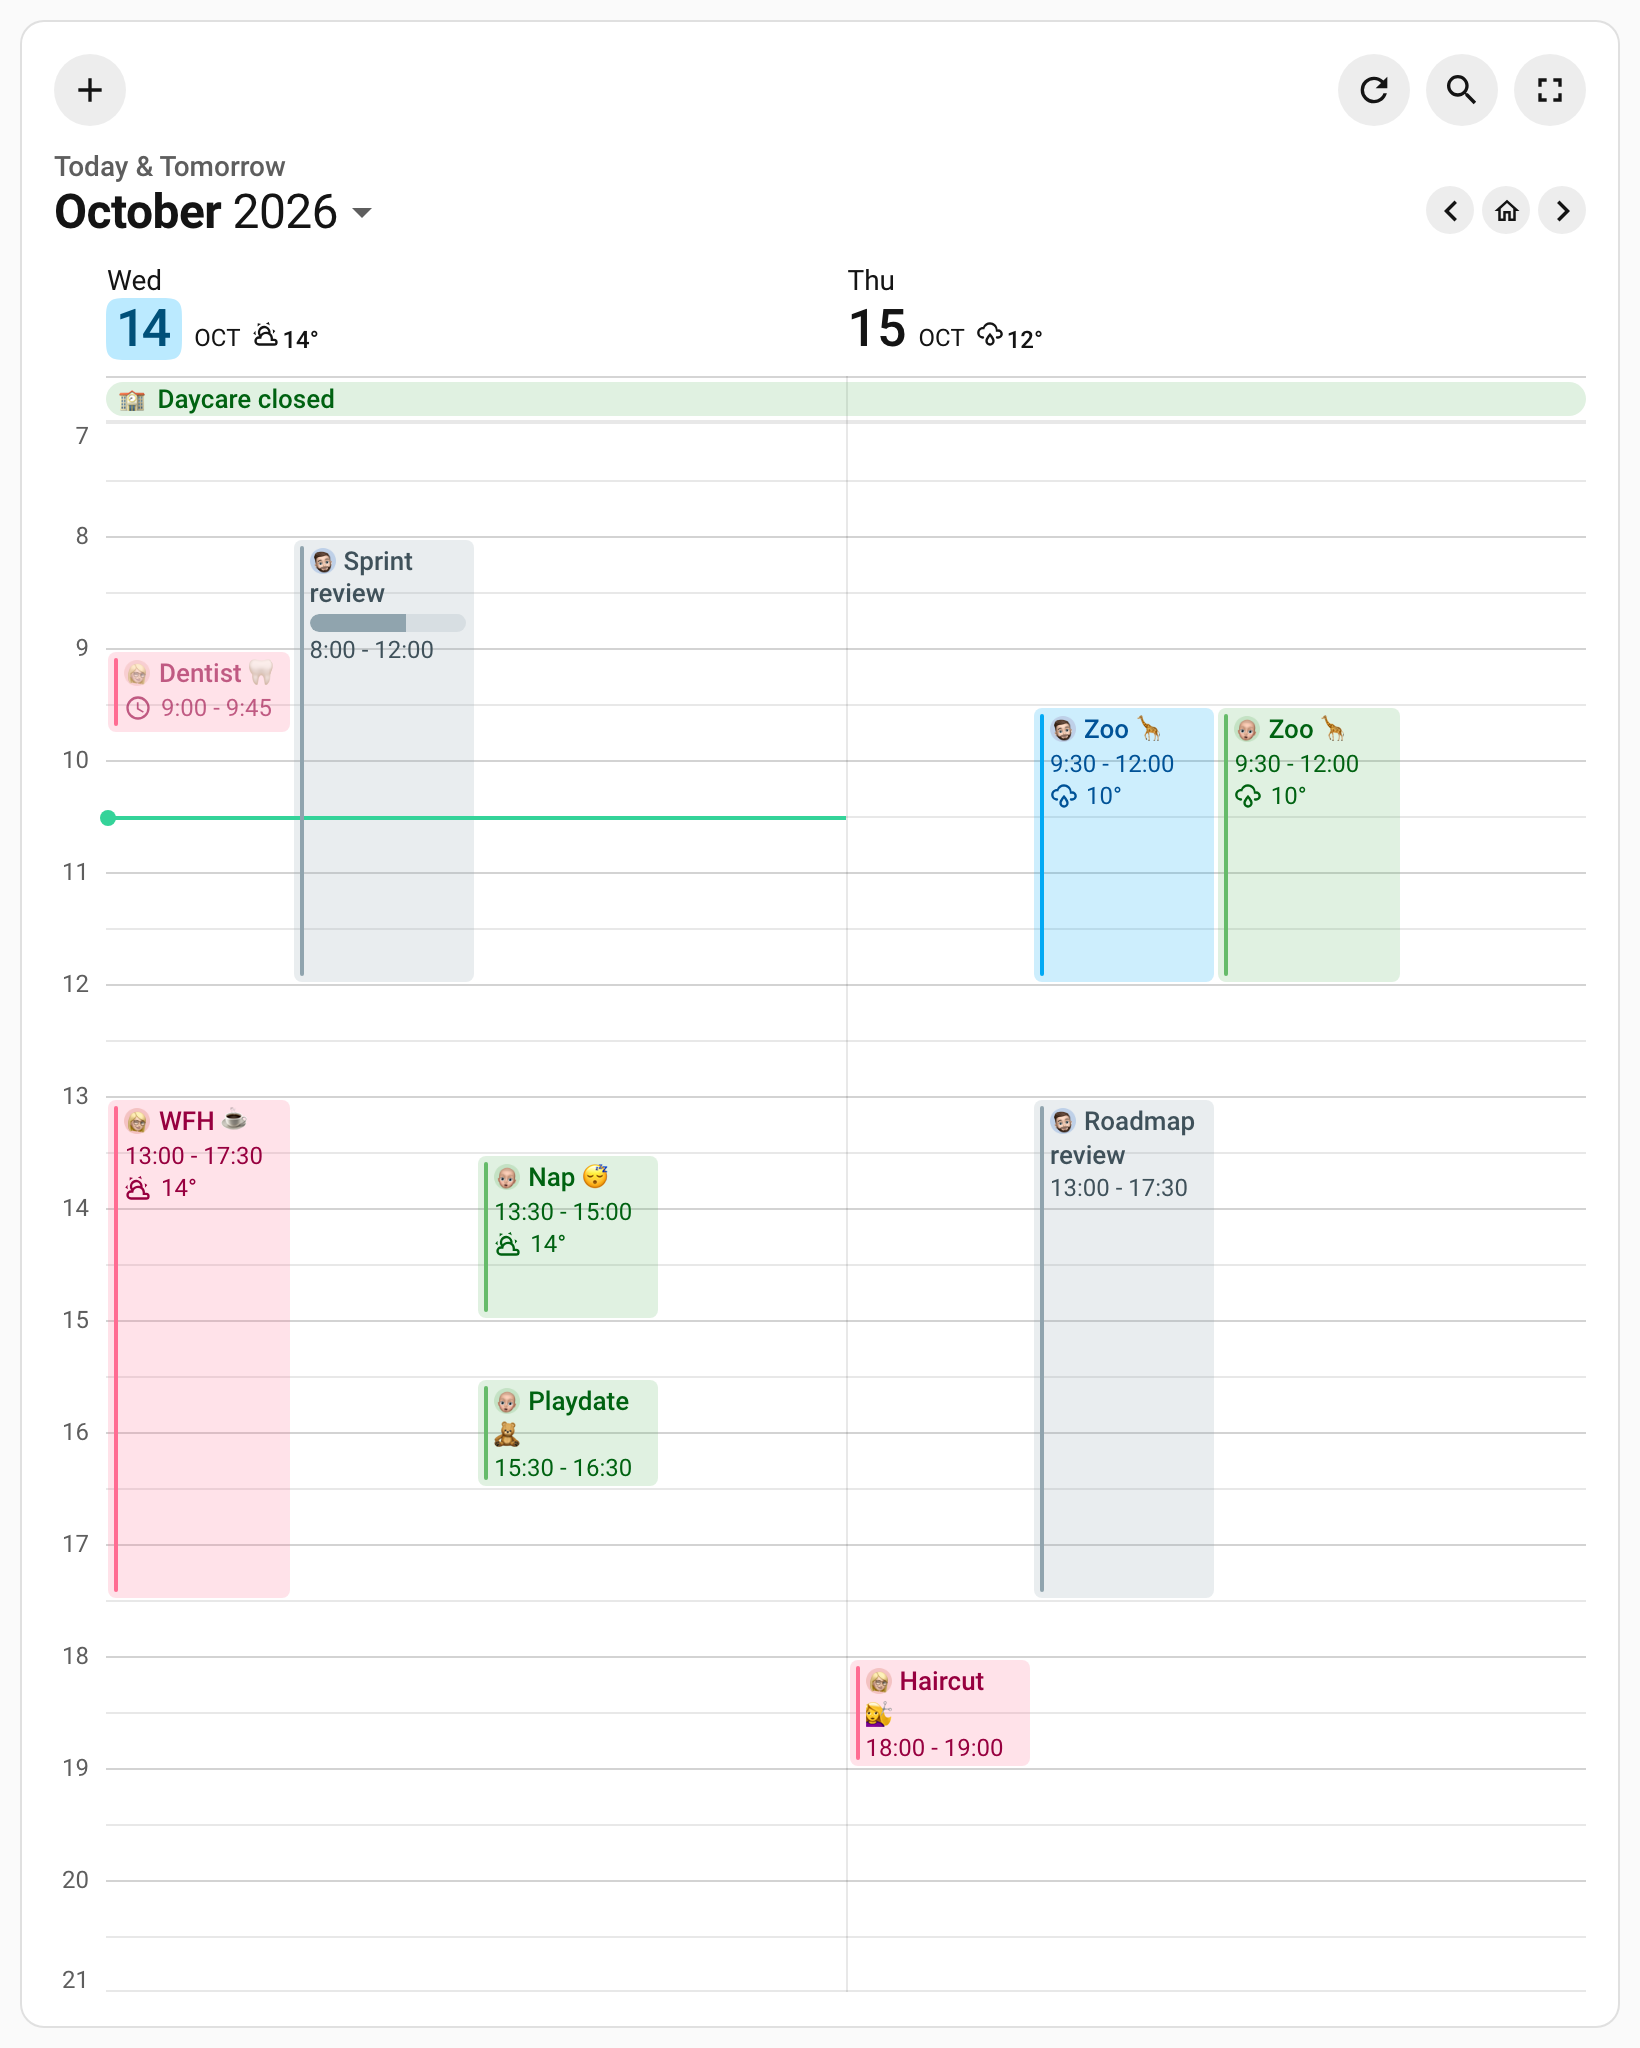 Today & Tomorrow
October 2026
Wed
14 OCT 14°
Thu
15 OCT 12°
Daycare closed
7
8
Sprint
review
8:00 - 12:00
9
Dentist 🦷
9:00 - 9:45
Zoo 🦒
9:30 - 12:00
10°
Zoo 🦒
9:30 - 12:00
10°
10
11
12
13
WFH ☕
13:00 - 17:30
14°
Nap 😴
13:30 - 15:00
14°
Roadmap
review
13:00 - 17:30
14
15
Playdate
🧸
15:30 - 16:30
16
17
18
Haircut
💇‍♀️
18:00 - 19:00
19
20
21